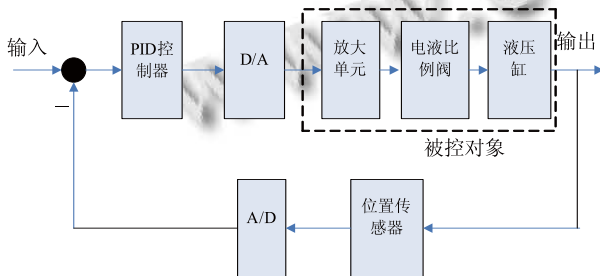 输入
PID控
制器
D/A
放大
单元
电液比
例阀
液压
缸
输出
被控对象
—
A/D
位置传
感器